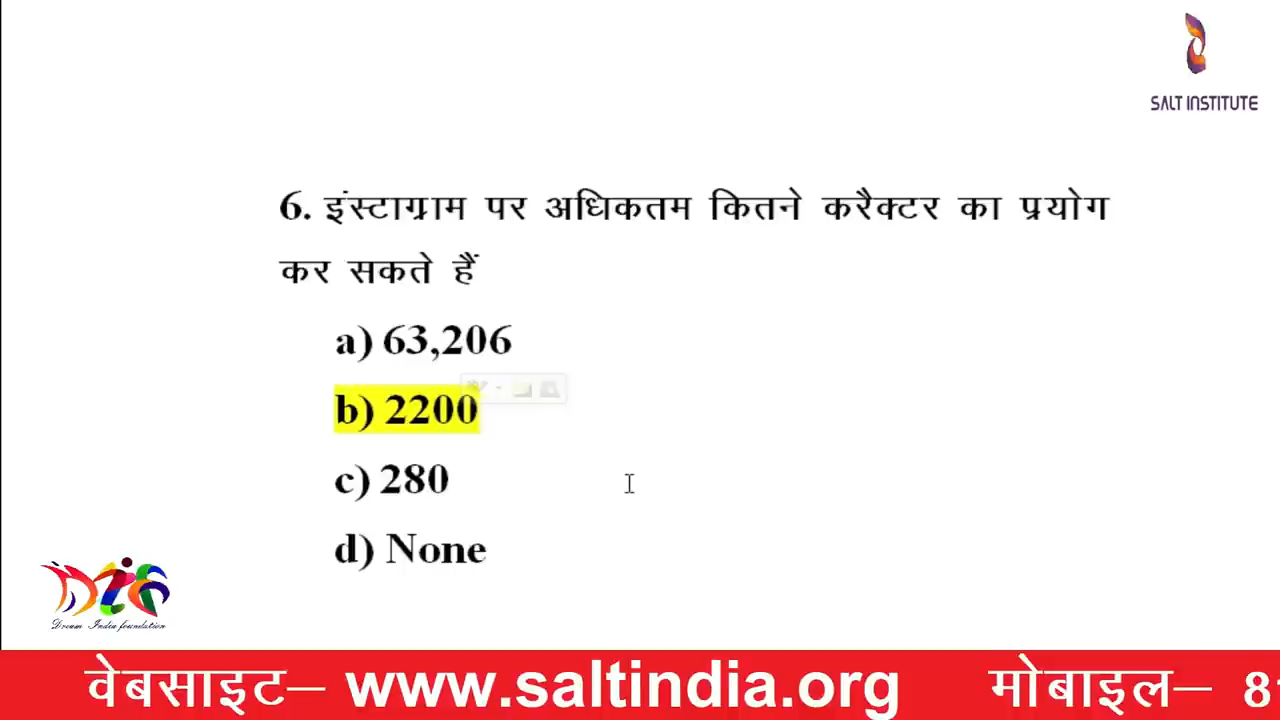 SALT INSTITUTE
6. इंस्टाग्राम पर अधिकतम कितने करैक्टर का प्रयोग
कर सकते हैं
a) 63,206
b) 2200
c) 280
d) None
Dream India foundation
वेबसाइट– www.saltindia.org मोबाइल– 81